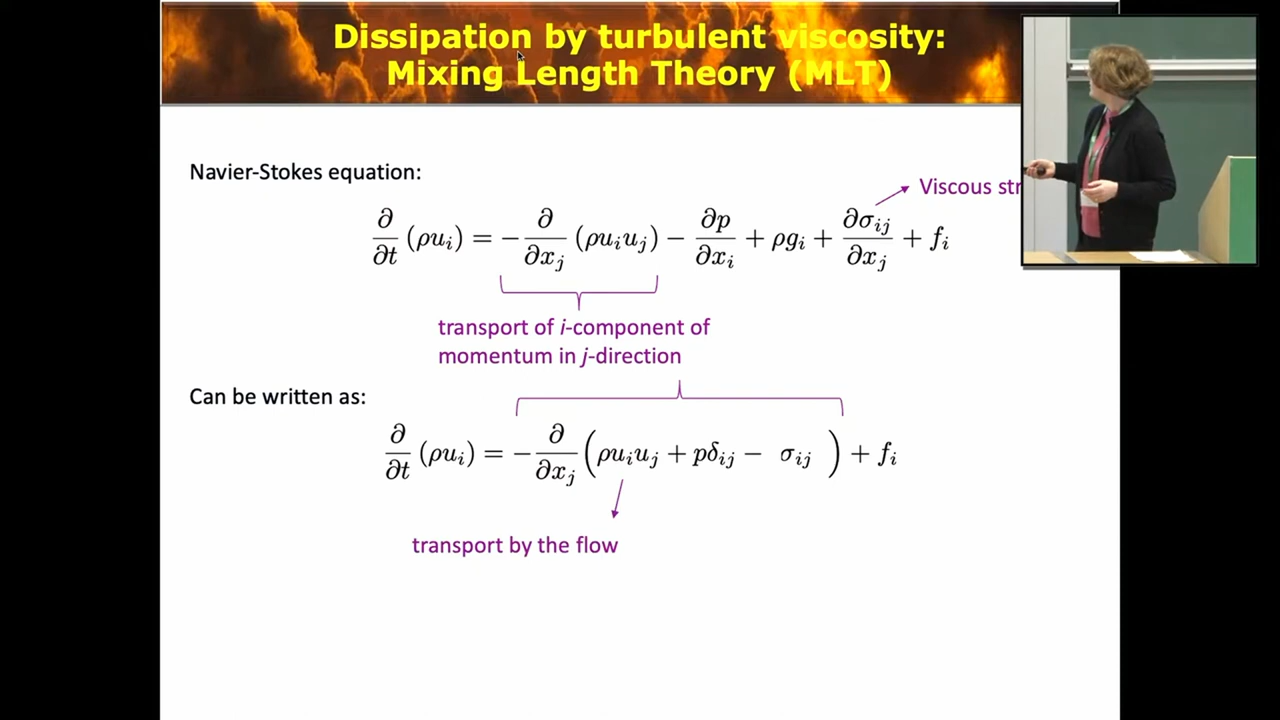 Dissipation by turbulent viscosity:
Mixing Length Theory (MLT)
Navier-Stokes equation:
Viscous str
∂/∂t (ρu_i) = −∂/∂x_j (ρu_i u_j) − ∂p/∂x_i + ρg_i + ∂σ_ij/∂x_j + f_i
transport of i-component of
momentum in j-direction
Can be written as:
∂/∂t (ρu_i) = −∂/∂x_j (ρu_i u_j + pδ_ij − σ_ij ) + f_i
transport by the flow